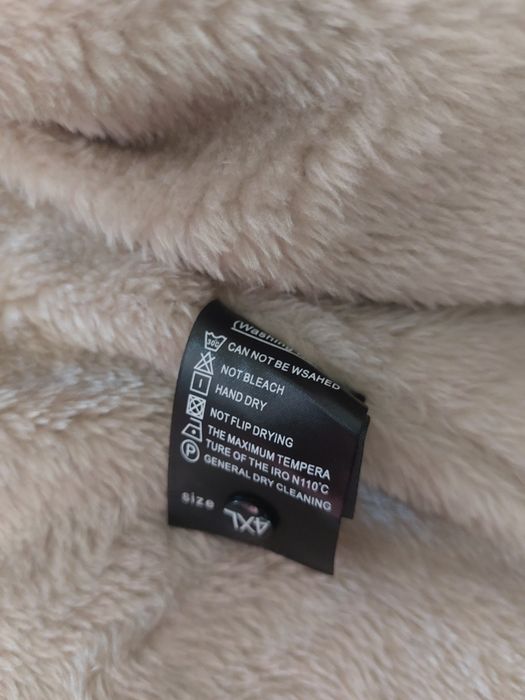 (Washing
30C
CAN NOT BE WSAHED
NOT BLEACH
HAND DRY
NOT FLIP DRYING
THE MAXIMUM TEMPERA
TURE OF THE IRO N110°C
P GENERAL DRY CLEANING
size 4XL